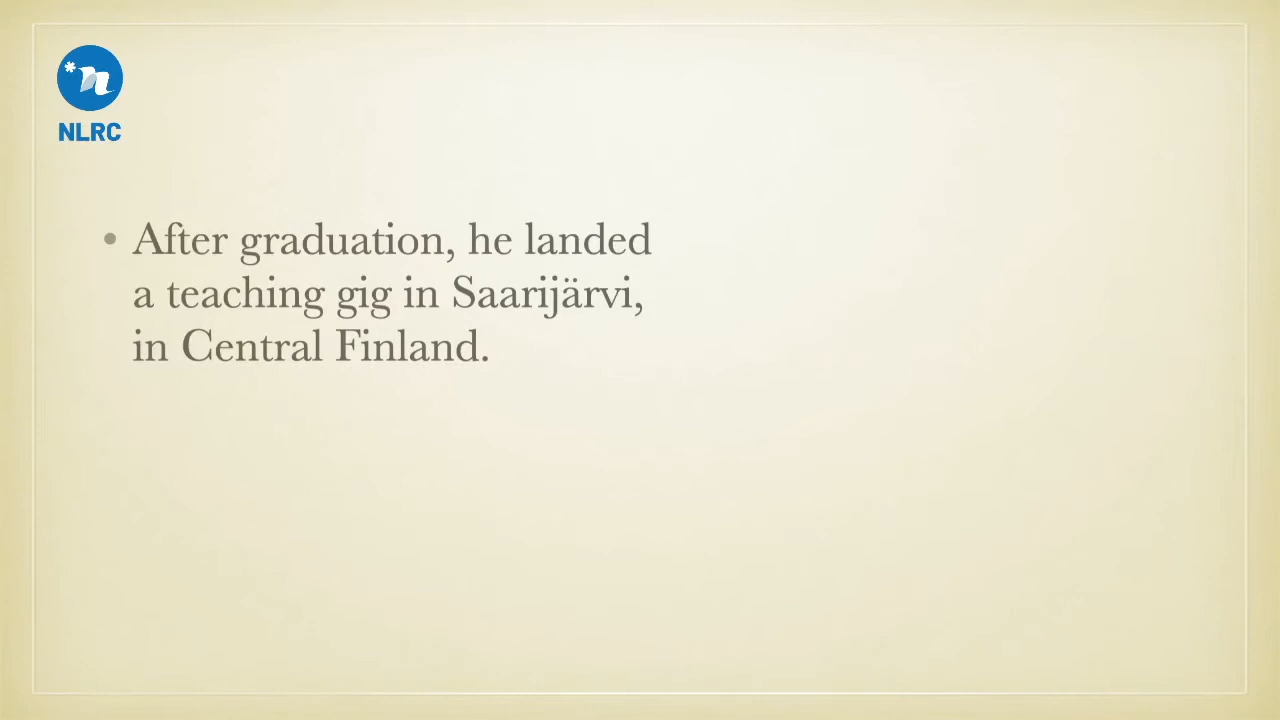 NLRC
• After graduation, he landed
a teaching gig in Saarijärvi,
in Central Finland.